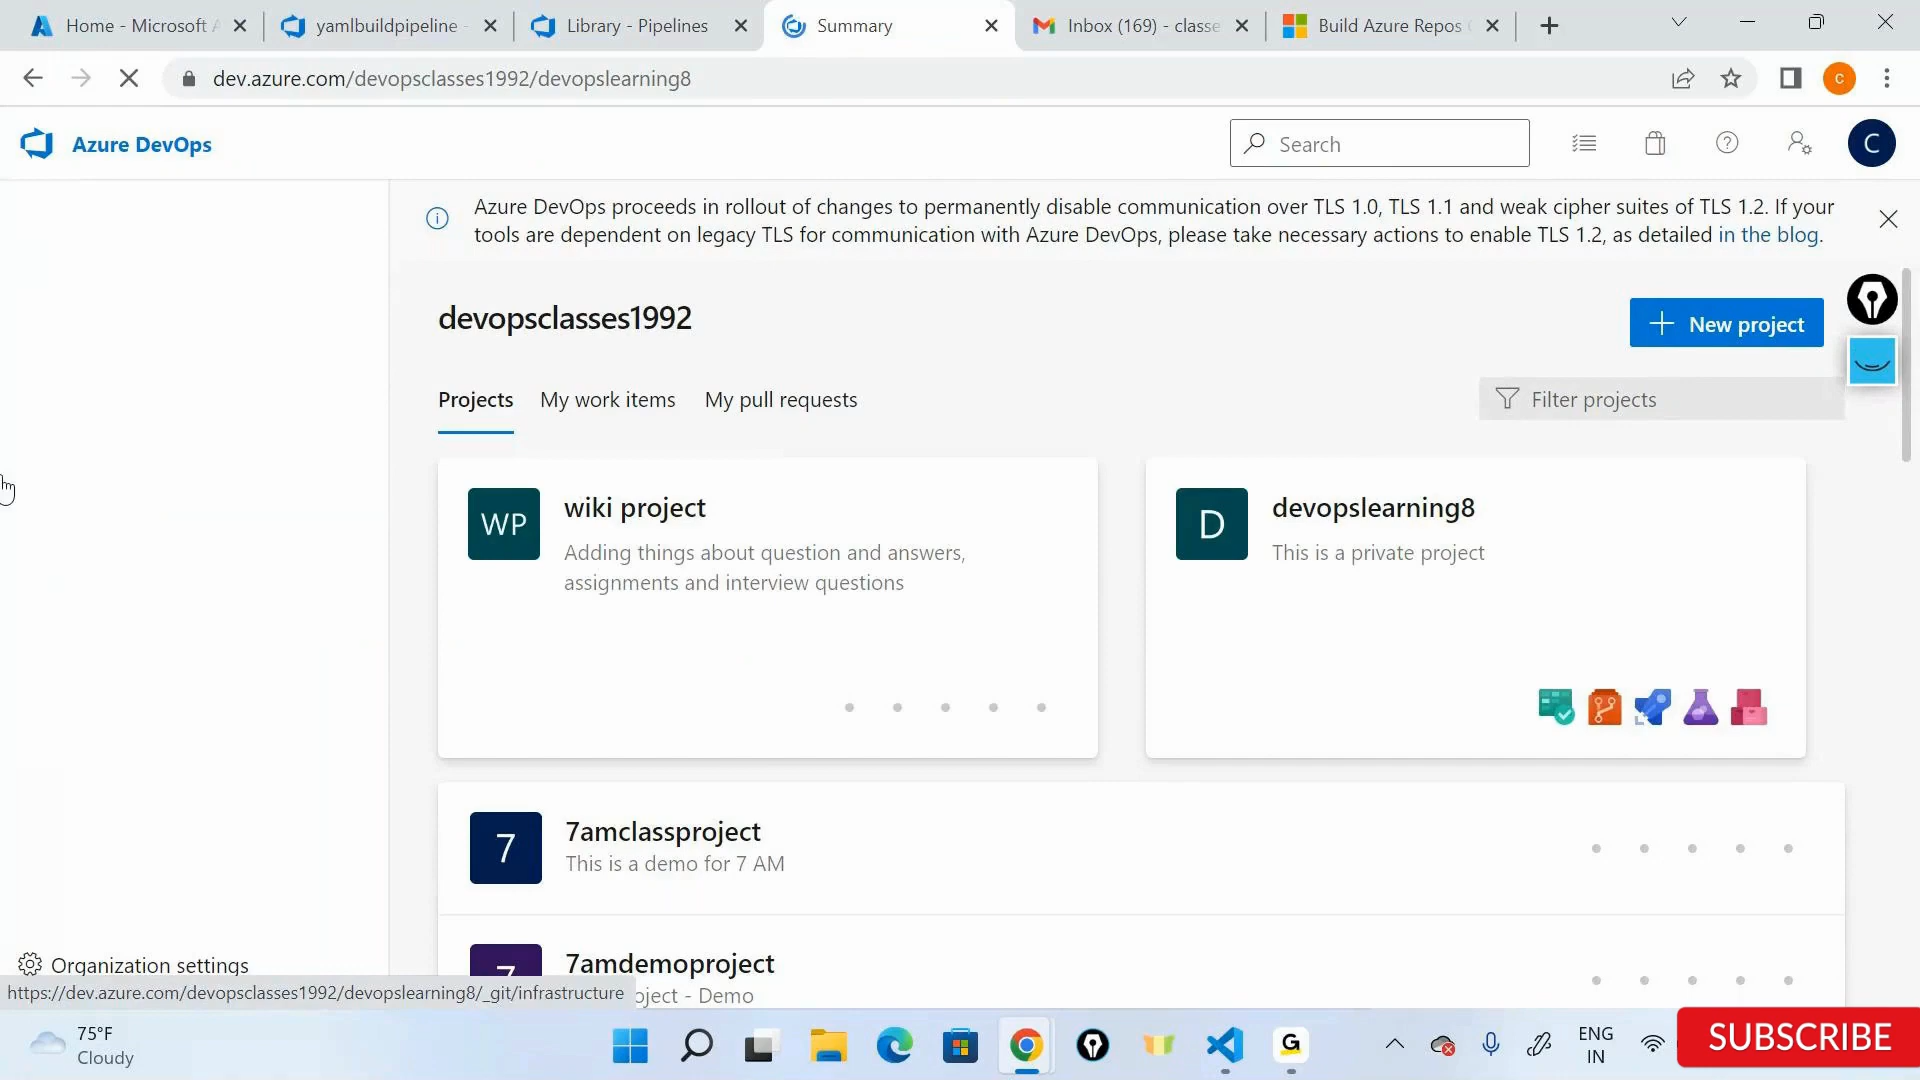 Home - Microsoft A
yamlbuildpipeline -
Library - Pipelines
Summary
Inbox (169) - classe
Build Azure Repos
dev.azure.com/devopsclasses1992/devopslearning8
C
Azure DevOps
Search
C
Azure DevOps proceeds in rollout of changes to permanently disable communication over TLS 1.0, TLS 1.1 and weak cipher suites of TLS 1.2. If your
tools are dependent on legacy TLS for communication with Azure DevOps, please take necessary actions to enable TLS 1.2, as detailed in the blog.
devopsclasses1992
New project
Projects
My work items
My pull requests
Filter projects
WP
wiki project
Adding things about question and answers,
assignments and interview questions
D
devopslearning8
This is a private project
7
7amclassproject
This is a demo for 7 AM
7
7amdemoproject
oject - Demo
Organization settings
https://dev.azure.com/devopsclasses1992/devopslearning8/_git/infrastructure
75°F
Cloudy
G
ENG
IN
SUBSCRIBE